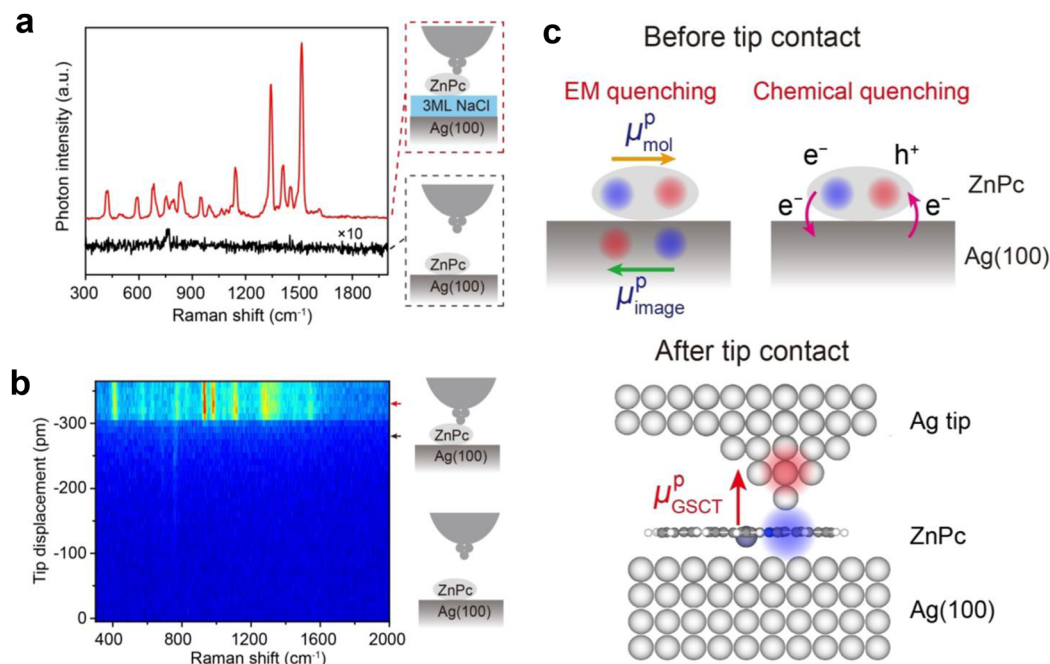 a
Photon intensity (a.u.)
×10
300 600 900 1200 1500 1800
Raman shift (cm⁻¹)
ZnPc
3ML NaCl
Ag(100)
ZnPc
Ag(100)
b
Tip displacement (pm)
-300
-200
-100
0
400 800 1200 1600 2000
Raman shift (cm⁻¹)
ZnPc
Ag(100)
ZnPc
Ag(100)
c
Before tip contact
EM quenching
Chemical quenching
μᵖmol
μᵖimage
e⁻ h⁺
e⁻ e⁻
ZnPc
Ag(100)
After tip contact
Ag tip
μᵖGSCT
ZnPc
Ag(100)